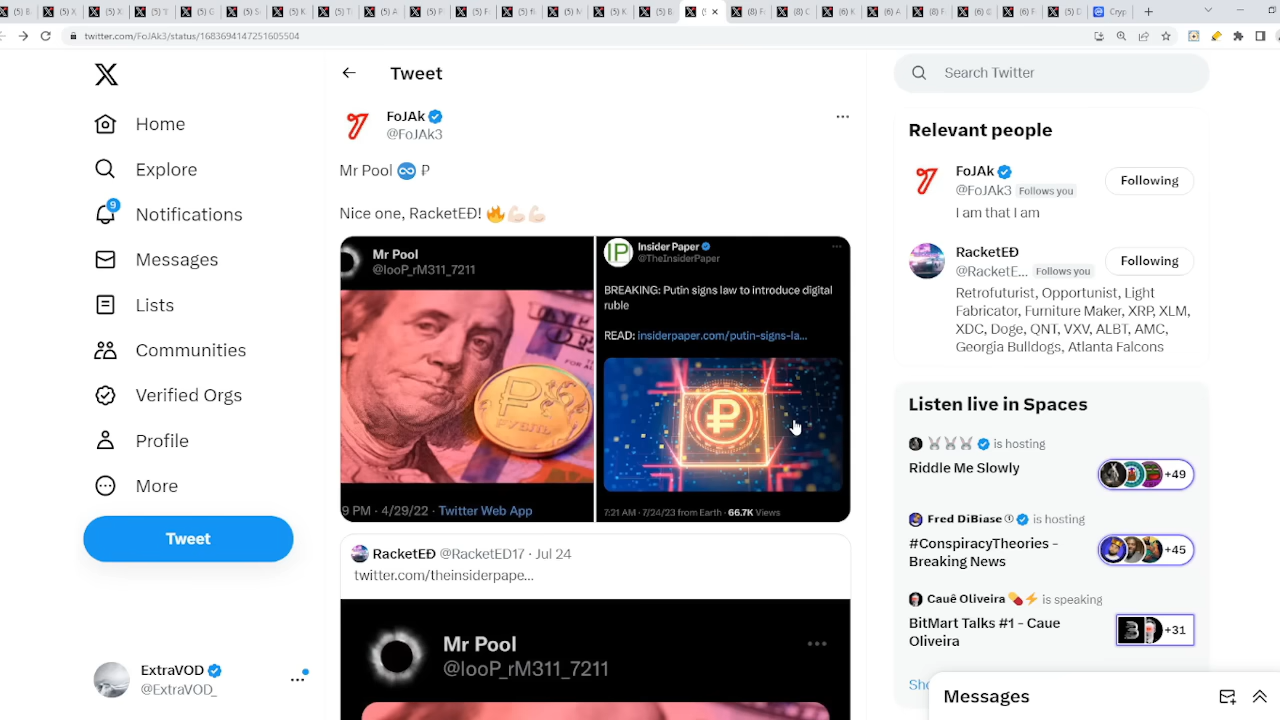 twitter.com/FoJAk3/status/1683694147251605504
Cryp
Home
Explore
9
Notifications
Messages
Lists
Communities
Verified Orgs
Profile
More
Tweet
ExtraVOD
@ExtraVOD_
Tweet
FoJAk
@FoJAk3
Mr Pool ♾️ ₽
Nice one, RacketEĐ! 🔥💪🏻💪🏻
Mr Pool
@looP_rM311_7211
РУБЛЬ
9 PM · 4/29/22 · Twitter Web App
IP
Insider Paper
@TheInsiderPaper
BREAKING: Putin signs law to introduce digital
ruble
READ: insiderpaper.com/putin-signs-la...
₽
7:21 AM · 7/24/23 from Earth · 66.7K Views
RacketEĐ @RacketED17 · Jul 24
twitter.com/theinsiderpape...
Mr Pool
@looP_rM311_7211
Search Twitter
Relevant people
FoJAk
@FoJAk3 Follows you
Following
I am that I am
RacketEĐ
@RacketE... Follows you
Following
Retrofuturist, Opportunist, Light
Fabricator, Furniture Maker, XRP, XLM,
XDC, Doge, QNT, VXV, ALBT, AMC,
Georgia Bulldogs, Atlanta Falcons
Listen live in Spaces
🐰🐰🐰 is hosting
Riddle Me Slowly
+49
Fred DiBiase is hosting
#ConspiracyTheories -
Breaking News
+45
Cauê Oliveira 💊⚡ is speaking
BitMart Talks #1 - Caue
Oliveira
+31
Sho
Messages